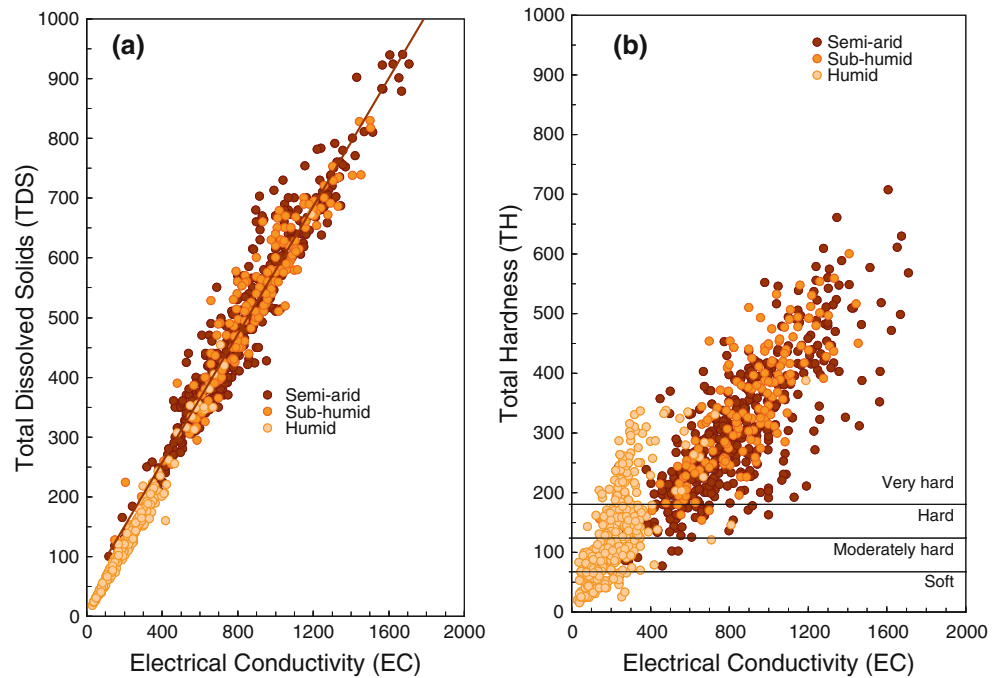 (a)
Total Dissolved Solids (TDS)
1000
900
800
700
600
500
400
300
200
100
0
Semi-arid
Sub-humid
Humid
0 400 800 1200 1600 2000
Electrical Conductivity (EC)
(b)
Total Hardness (TH)
1000
900
800
700
600
500
400
300
200
100
0
Semi-arid
Sub-humid
Humid
Very hard
Hard
Moderately hard
Soft
0 400 800 1200 1600 2000
Electrical Conductivity (EC)